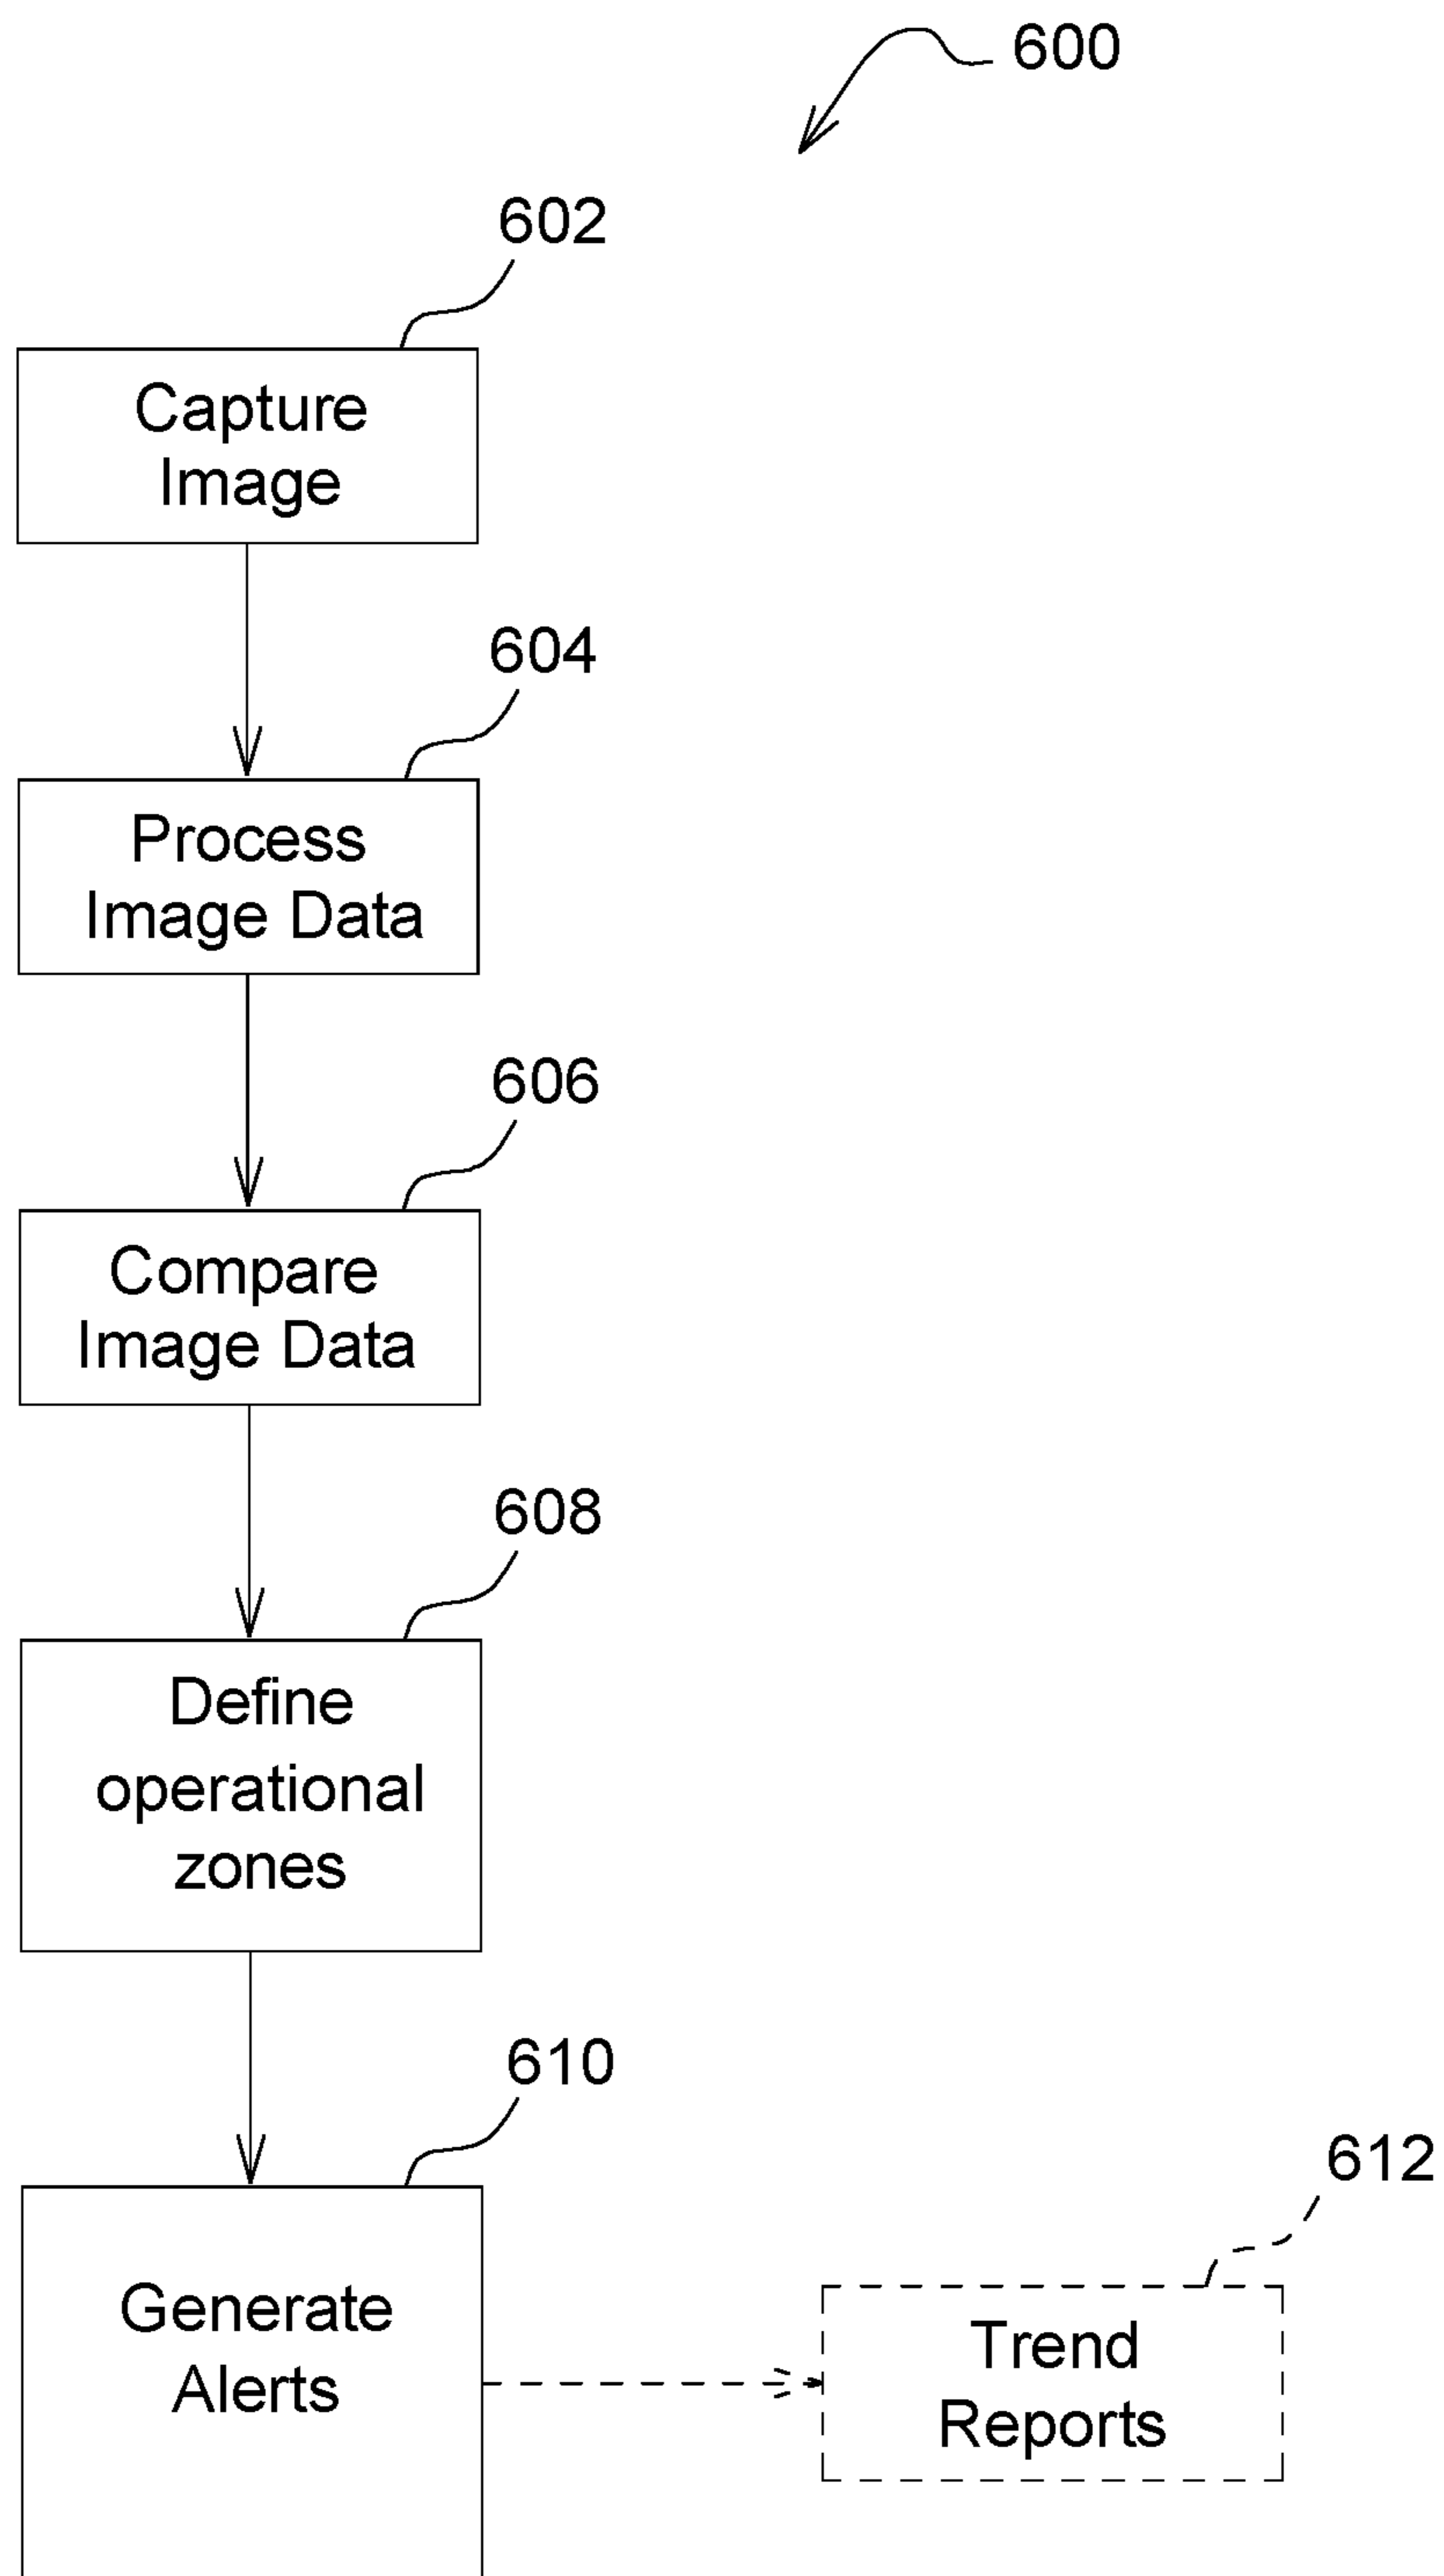 600
602
Capture
Image
604
Process
Image Data
606
Compare
Image Data
608
Define
operational
zones
610
Generate
Alerts
612
Trend
Reports